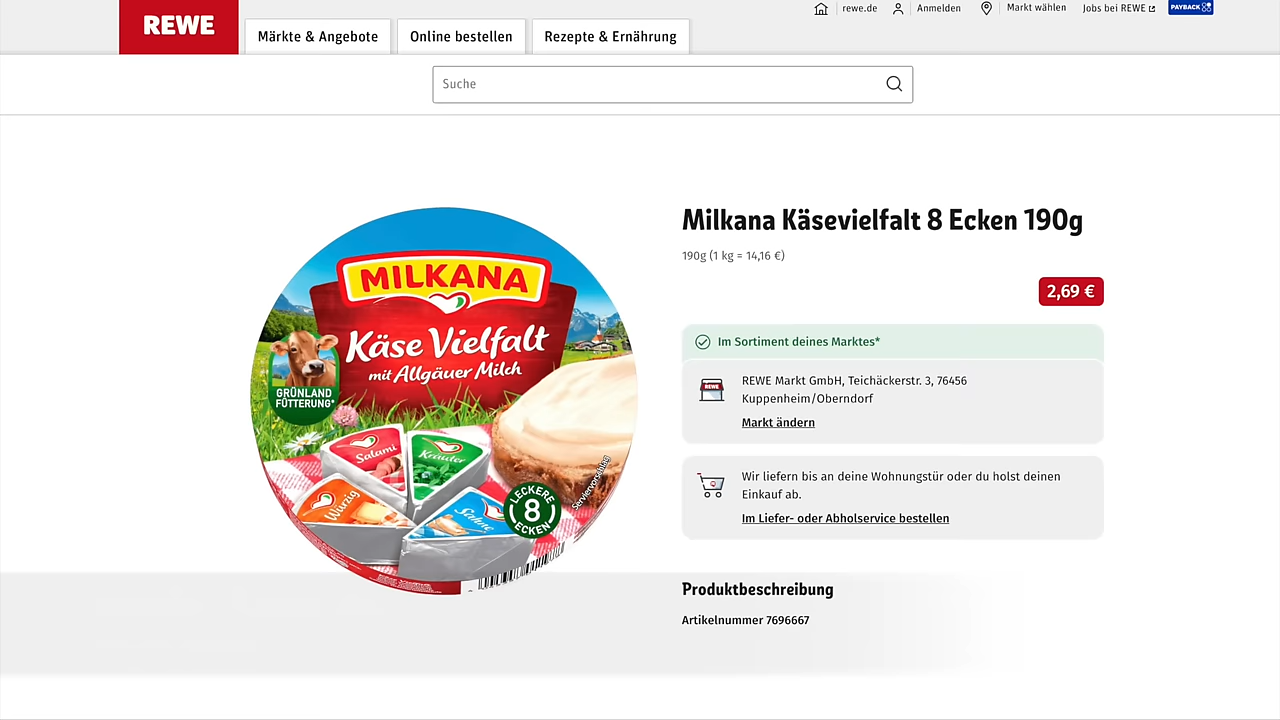 REWE
Märkte & Angebote
Online bestellen
Rezepte & Ernährung
rewe.de
Anmelden
Markt wählen
Jobs bei REWE
PAYBACK
Suche
MILKANA
Käse Vielfalt
mit Allgäuer Milch
GRÜNLAND
FÜTTERUNG*
Salami
Kräuter
Würzig
Sahne
LECKERE
8
ECKEN
Serviervorschlag
Milkana Käsevielfalt 8 Ecken 190g
190g (1 kg = 14,16 €)
2,69 €
Im Sortiment deines Marktes*
REWE
REWE Markt GmbH, Teichäckerstr. 3, 76456
Kuppenheim/Oberndorf
Markt ändern
Wir liefern bis an deine Wohnungstür oder du holst deinen
Einkauf ab.
Im Liefer- oder Abholservice bestellen
Produktbeschreibung
Artikelnummer 7696667